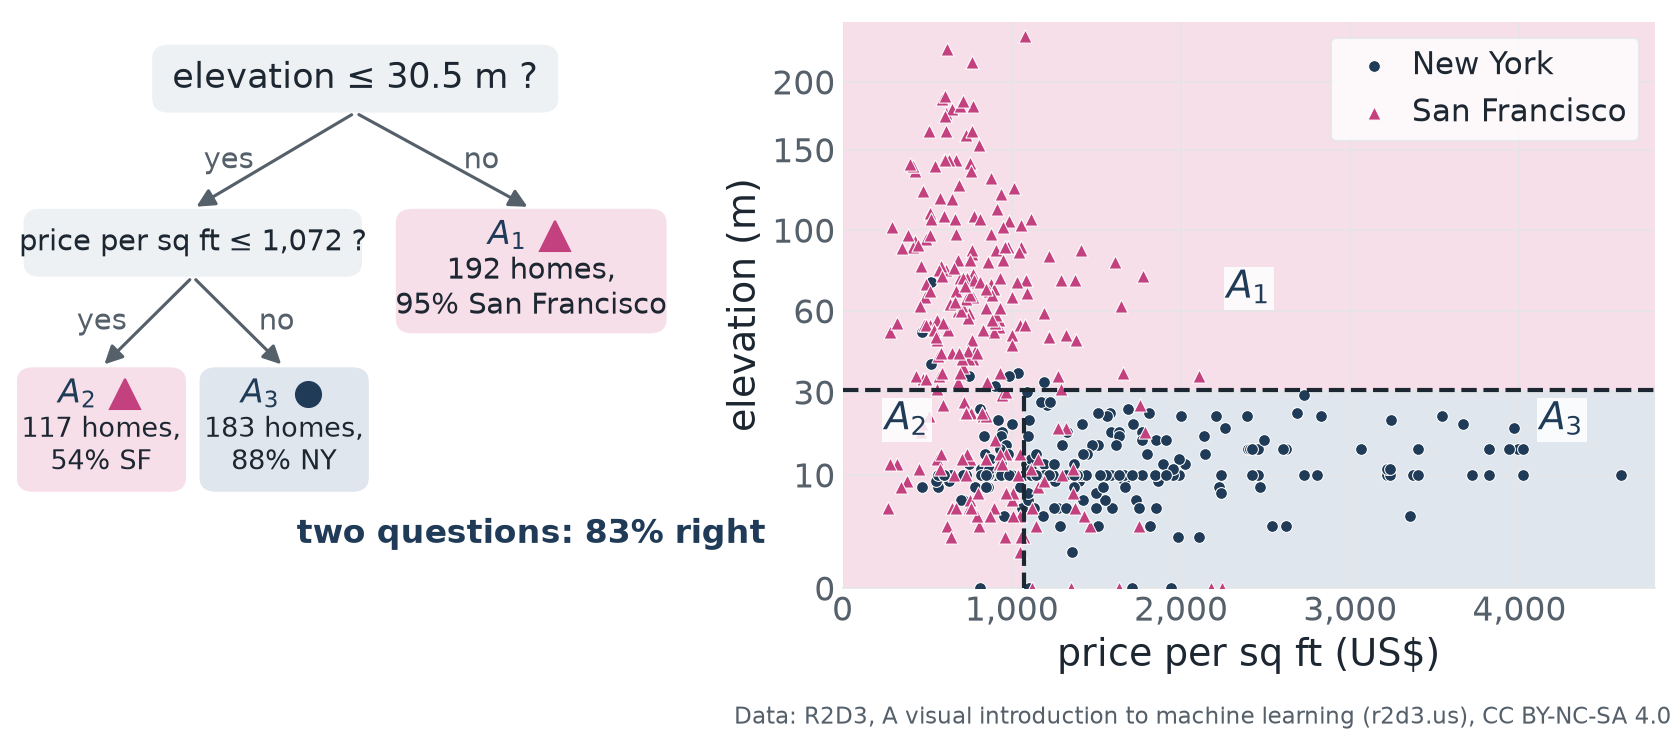 elevation ≤ 30.5 m ?
yes
no
price per sq ft ≤ 1,072 ?
A₁
192 homes,
95% San Francisco
yes
no
A₂
117 homes,
54% SF
A₃
183 homes,
88% NY
two questions: 83% right
New York
San Francisco
A₁
A₂
A₃
elevation (m)
200
150
100
60
30
10
0
0 1,000 2,000 3,000 4,000
price per sq ft (US$)
Data: R2D3, A visual introduction to machine learning (r2d3.us), CC BY-NC-SA 4.0